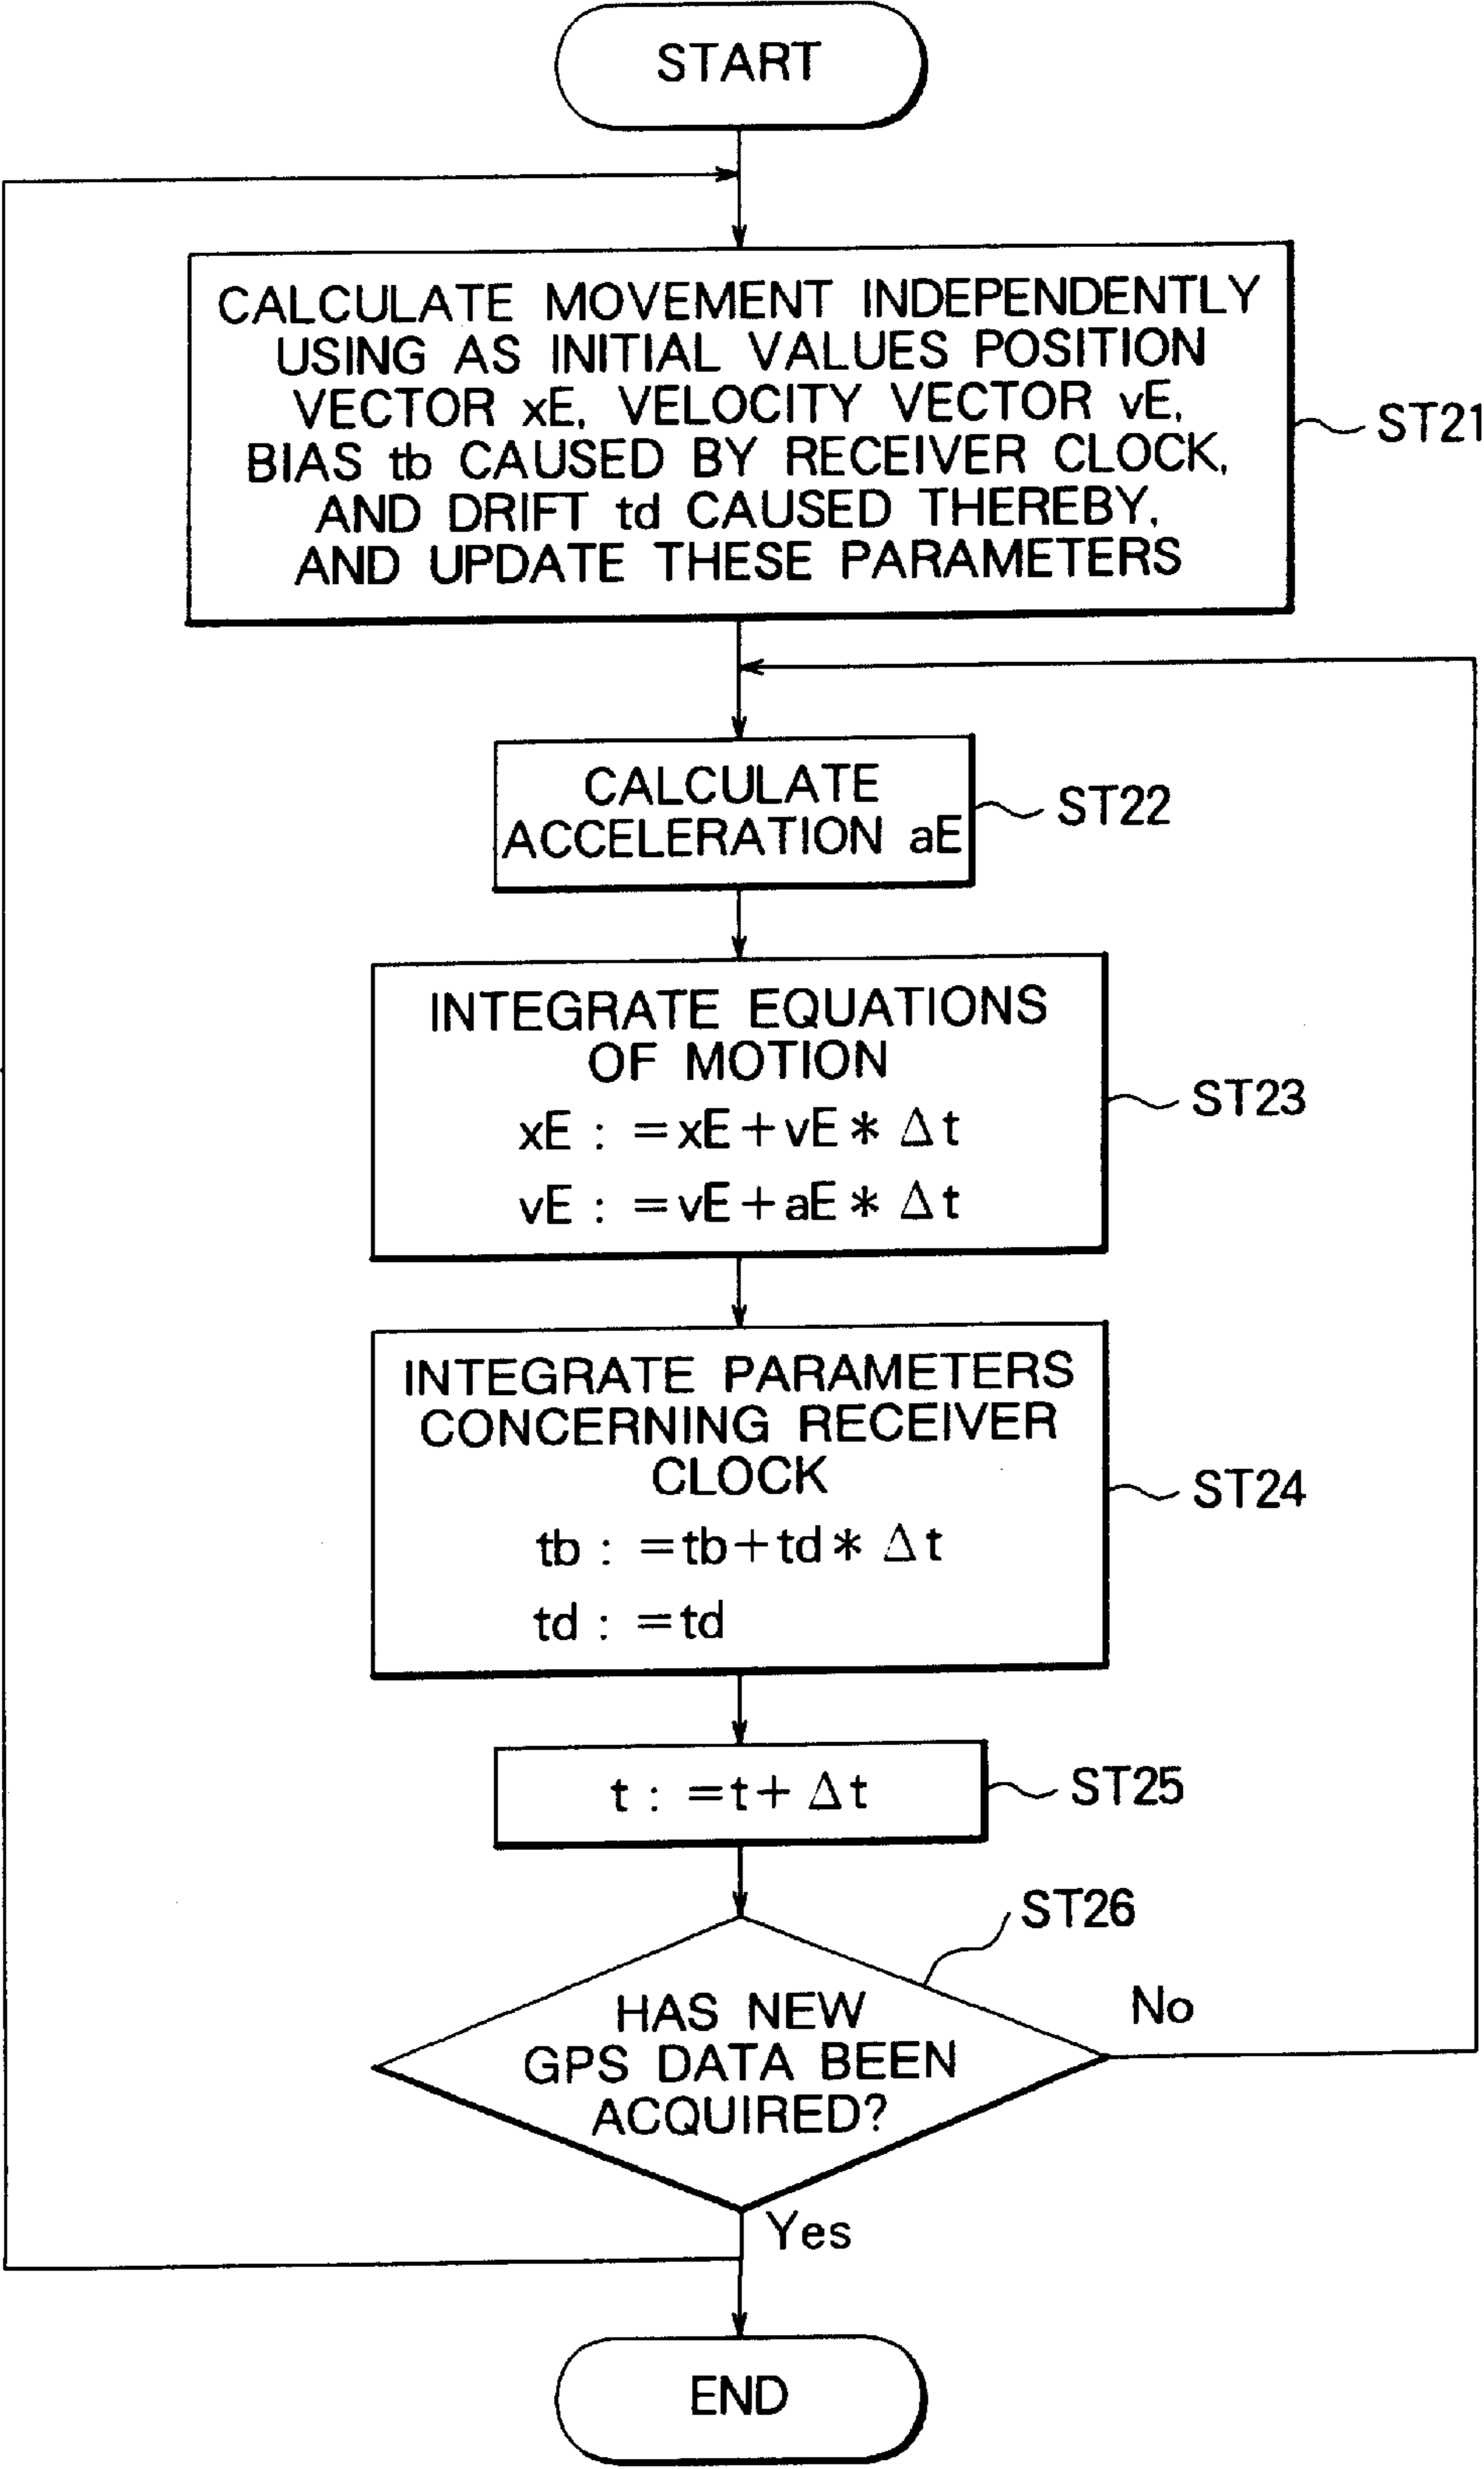 START
CALCULATE MOVEMENT INDEPENDENTLY
USING AS INITIAL VALUES POSITION
VECTOR xE, VELOCITY VECTOR vE,
BIAS tb CAUSED BY RECEIVER CLOCK,
AND DRIFT td CAUSED THEREBY,
AND UPDATE THESE PARAMETERS
ST21
CALCULATE
ACCELERATION aE
ST22
INTEGRATE EQUATIONS
OF MOTION
xE : =xE+vE* Δt
vE : =vE+aE* Δt
ST23
INTEGRATE PARAMETERS
CONCERNING RECEIVER
CLOCK
tb : =tb+td* Δt
td : =td
ST24
t : =t+ Δt
ST25
ST26
HAS NEW
GPS DATA BEEN
ACQUIRED?
No
Yes
END